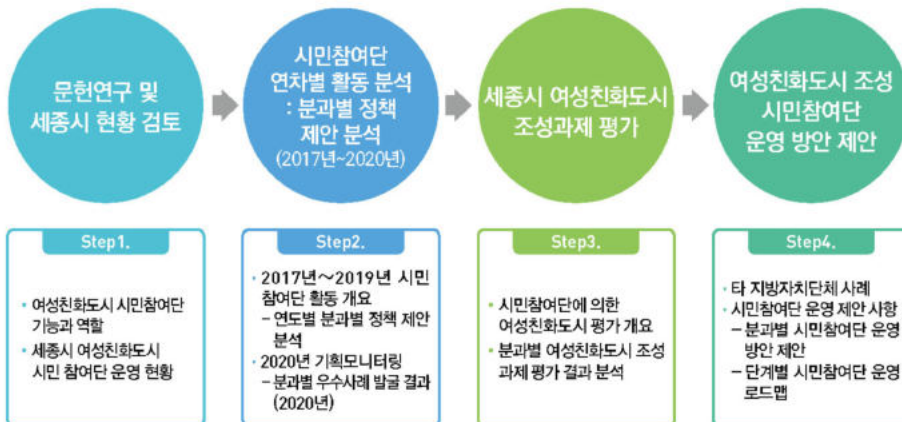 문헌연구 및
세종시 현황 검토
시민참여단
연차별 활동 분석
: 분과별 정책
제안 분석
(2017년~2020년)
세종시 여성친화도시
조성과제 평가
여성친화도시 조성
시민참여단
운영 방안 제안
Step1.
• 여성친화도시 시민참여단
기능과 역할
• 세종시 여성친화도시
시민 참여단 운영 현황
Step2.
• 2017년～2019년 시민
참여단 활동 개요
– 연도별 분과별 정책 제안
분석
• 2020년 기획모니터링
– 분과별 우수사례 발굴 결과
(2020년)
Step3.
• 시민참여단에 의한
여성친화도시 평가 개요
• 분과별 여성친화도시 조성
과제 평가 결과 분석
Step4.
• 타 지방자치단체 사례
• 시민참여단 운영 제안 사항
– 분과별 시민참여단 운영
방안 제안
– 단계별 시민참여단 운영
로드맵